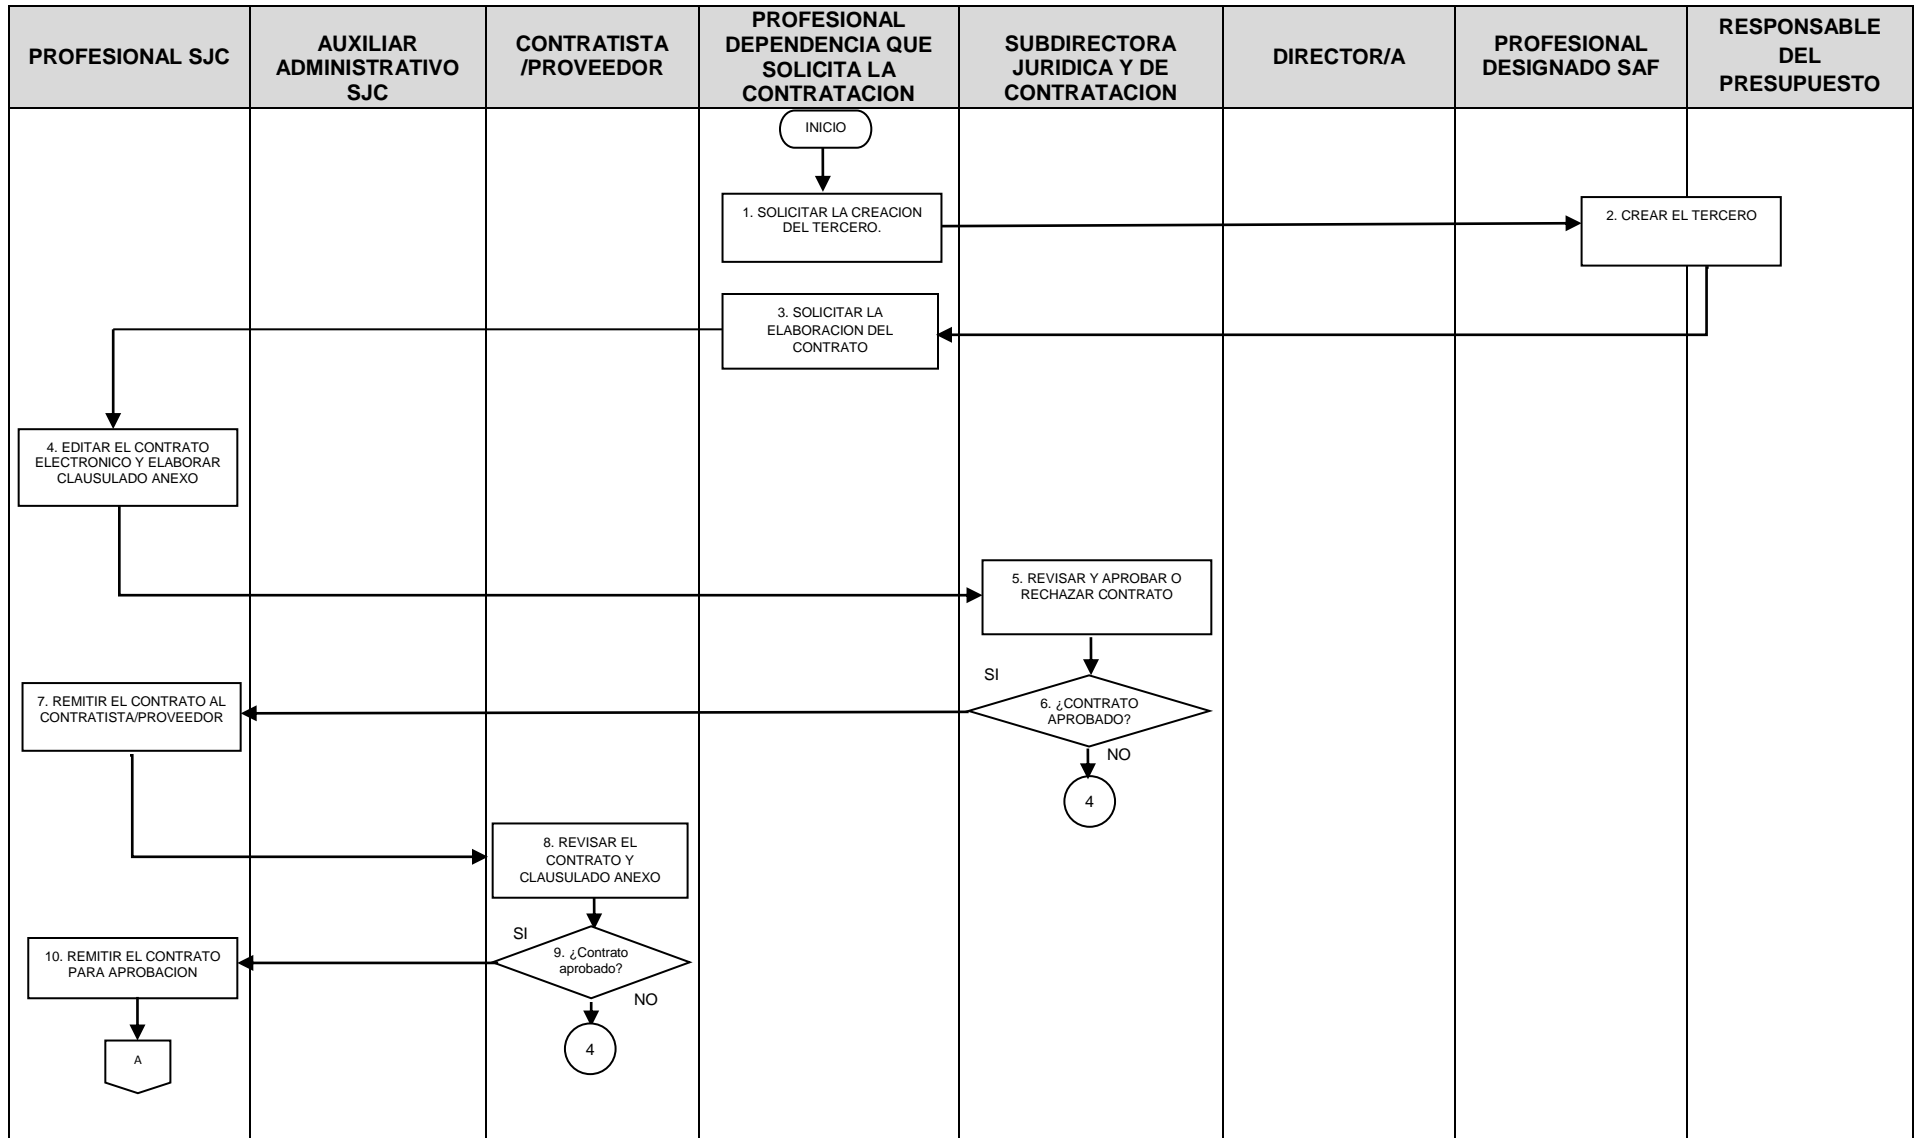 PROFESIONAL SJC
AUXILIAR
ADMINISTRATIVO
SJC
CONTRATISTA
/PROVEEDOR
PROFESIONAL
DEPENDENCIA QUE
SOLICITA LA
CONTRATACION
SUBDIRECTORA
JURIDICA Y DE
CONTRATACION
DIRECTOR/A
PROFESIONAL
DESIGNADO SAF
RESPONSABLE
DEL
PRESUPUESTO
INICIO
1. SOLICITAR LA CREACION
DEL TERCERO.
2. CREAR EL TERCERO
3. SOLICITAR LA
ELABORACION DEL
CONTRATO
4. EDITAR EL CONTRATO
ELECTRONICO Y ELABORAR
CLAUSULADO ANEXO
5. REVISAR Y APROBAR O
RECHAZAR CONTRATO
SI
6. ¿CONTRATO
APROBADO?
NO
4
7. REMITIR EL CONTRATO AL
CONTRATISTA/PROVEEDOR
8. REVISAR EL
CONTRATO Y
CLAUSULADO ANEXO
SI
9. ¿Contrato
aprobado?
NO
4
10. REMITIR EL CONTRATO
PARA APROBACION
A